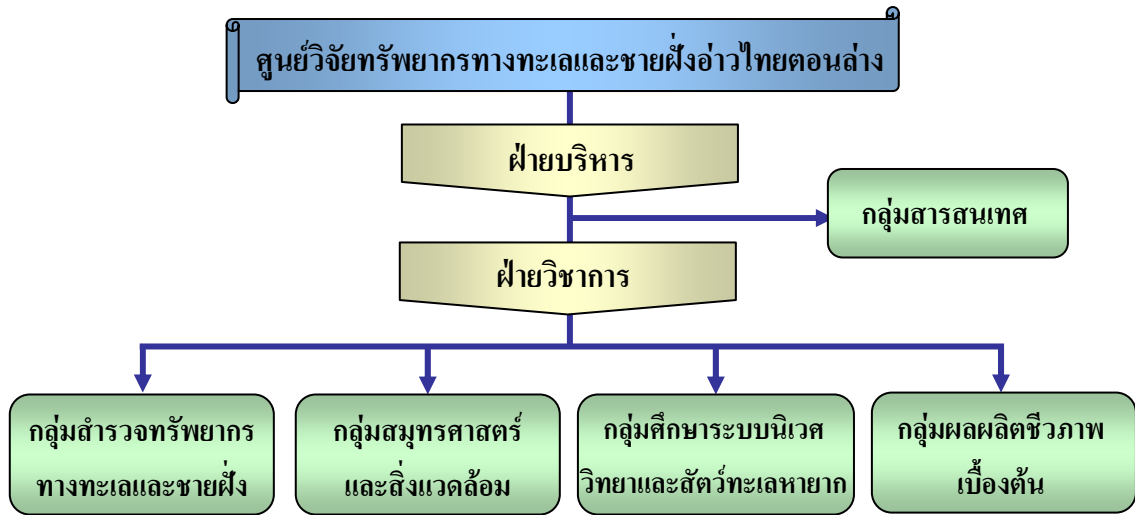 ศูนย์วิจัยทรัพยากรทางทะเลและชายฝั่งอ่าวไทยตอนล่าง
ฝ่ายบริหาร
กลุ่มสารสนเทศ
ฝ่ายวิชาการ
กลุ่มสำรวจทรัพยากร
ทางทะเลและชายฝั่ง
กลุ่มสมุทรศาสตร์
และสิ่งแวดล้อม
กลุ่มศึกษาระบบนิเวศ
วิทยาและสัตว์ทะเลหายาก
กลุ่มผลผลิตชีวภาพ
เบื้องต้น